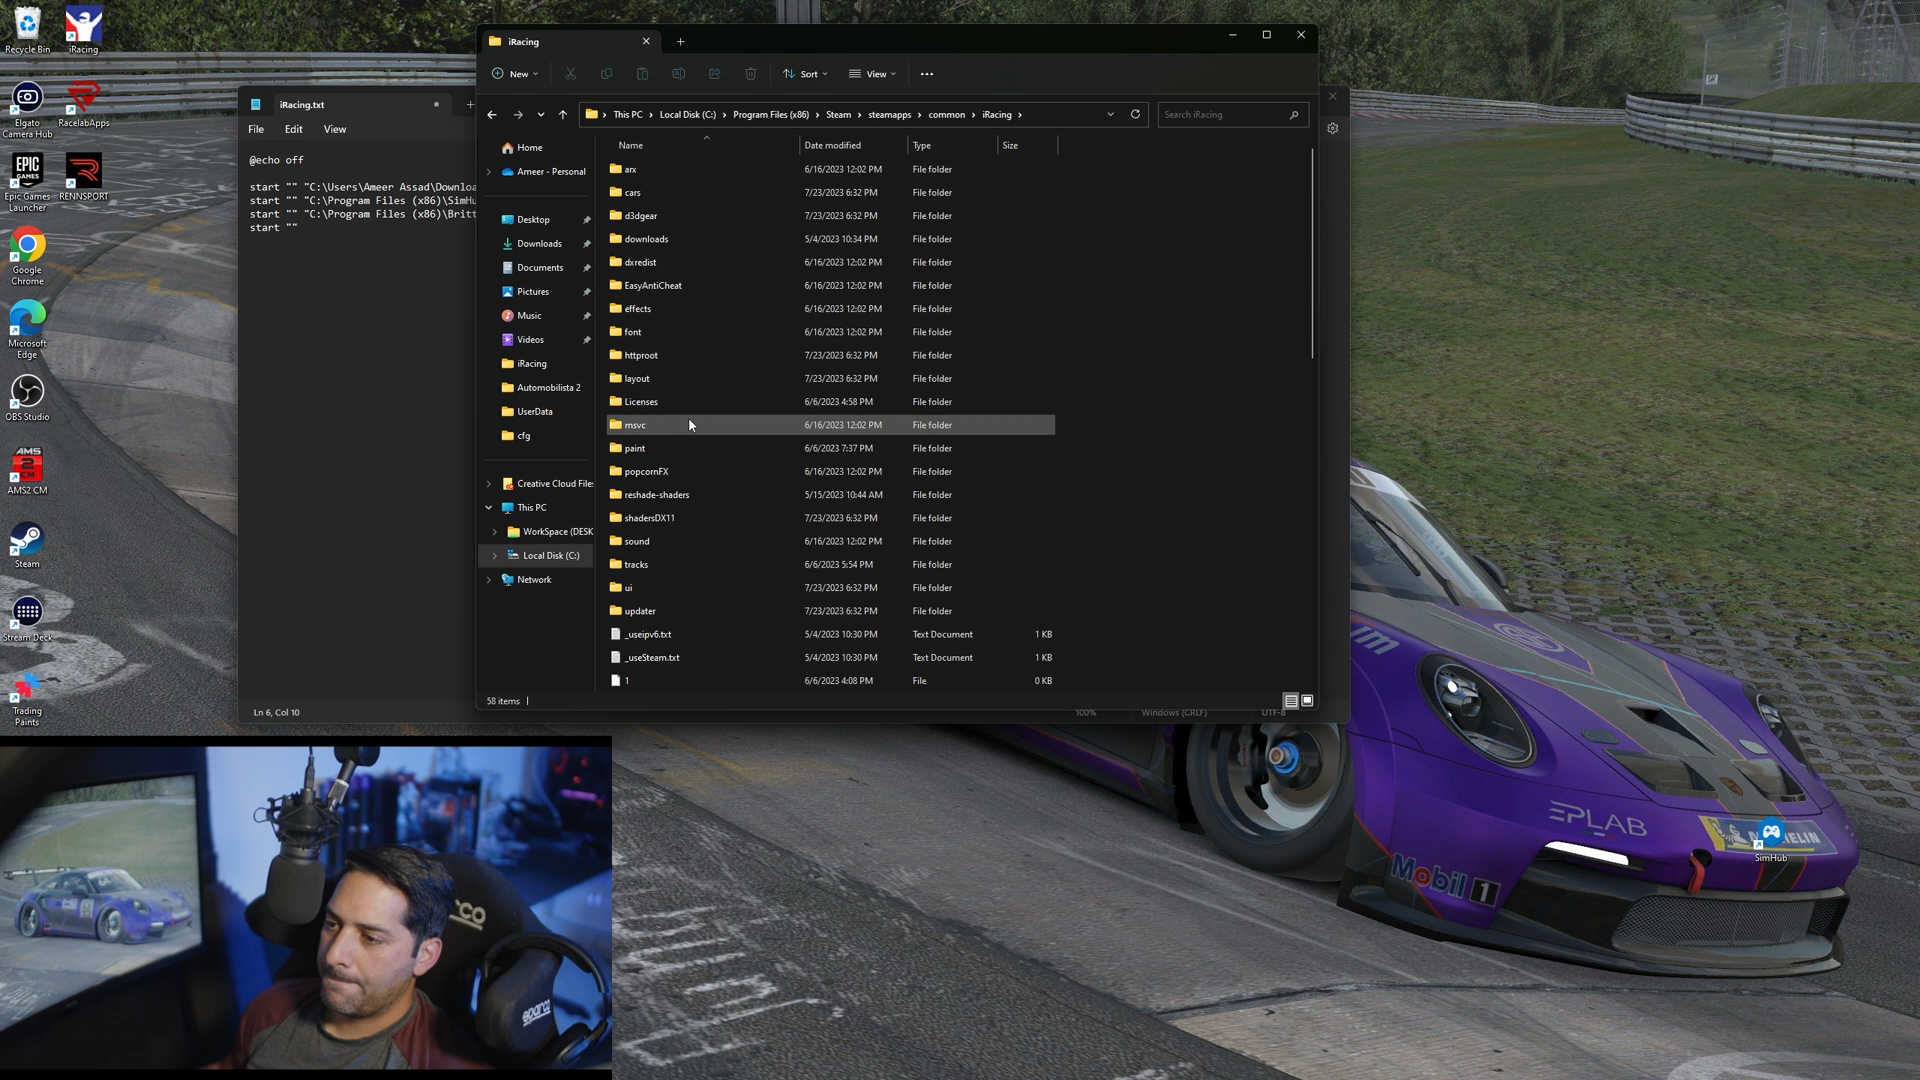 Recycle Bin
iRacing
Elgato Camera Hub
RacelabApps
EPIC GAMES
Epic Games Launcher
RENNSPORT
Google Chrome
Microsoft Edge
OBS Studio
AMS 2 CM
AMS2 CM
Steam
Stream Deck
Trading Paints
iRacing.txt
File Edit View
@echo off
start "" "C:\Users\Ameer Assad\Downloa
start "" "C:\Program Files (x86)\SimHu
start "" "C:\Program Files (x86)\Britt
start ""
Ln 6, Col 10
100%
Windows (CRLF)
UTF-8
iRacing
New
Sort
View
This PC > Local Disk (C:) > Program Files (x86) > Steam > steamapps > common > iRacing >
Search iRacing
Home
Ameer - Personal
Desktop
Downloads
Documents
Pictures
Music
Videos
iRacing
Automobilista 2
UserData
cfg
Creative Cloud Files
This PC
WorkSpace (DESK
Local Disk (C:)
Network
Name Date modified Type Size
arx 6/16/2023 12:02 PM File folder
cars 7/23/2023 6:32 PM File folder
d3dgear 7/23/2023 6:32 PM File folder
downloads 5/4/2023 10:34 PM File folder
dxredist 6/16/2023 12:02 PM File folder
EasyAntiCheat 6/16/2023 12:02 PM File folder
effects 6/16/2023 12:02 PM File folder
font 6/16/2023 12:02 PM File folder
httproot 7/23/2023 6:32 PM File folder
layout 7/23/2023 6:32 PM File folder
Licenses 6/6/2023 4:58 PM File folder
msvc 6/16/2023 12:02 PM File folder
paint 6/6/2023 7:37 PM File folder
popcornFX 6/16/2023 12:02 PM File folder
reshade-shaders 5/15/2023 10:44 AM File folder
shadersDX11 7/23/2023 6:32 PM File folder
sound 6/16/2023 12:02 PM File folder
tracks 6/6/2023 5:54 PM File folder
ui 7/23/2023 6:32 PM File folder
updater 7/23/2023 6:32 PM File folder
_useipv6.txt 5/4/2023 10:30 PM Text Document 1 KB
_useSteam.txt 5/4/2023 10:30 PM Text Document 1 KB
1 6/6/2023 4:08 PM File 0 KB
58 items
EPLAB
Mobil 1
SimHub
sparco